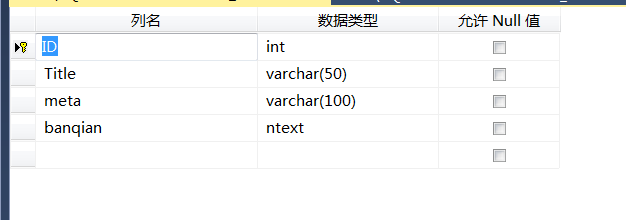 列名 数据类型 允许 Null 值
ID int
Title varchar(50)
meta varchar(100)
banqian ntext